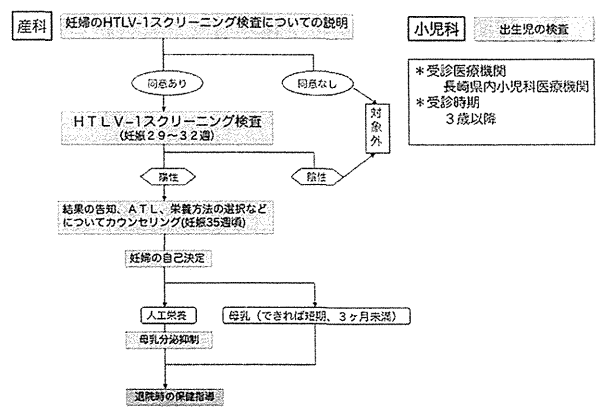 産科
妊婦のHTLV-1スクリーニング検査についての説明
同意あり
同意なし
HTLV-1スクリーニング検査
(妊娠29〜32週)
対象外
陽性
陰性
結果の告知、ATL、栄養方法の選択など
についてカウンセリング(妊娠35週頃)
妊婦の自己決定
人工栄養
母乳(できれば短期、3ヶ月未満)
母乳分泌抑制
退院時の保健指導
小児科
出生児の検査
*受診医療機関
長崎県内小児科医療機関
*受診時期
3歳以降